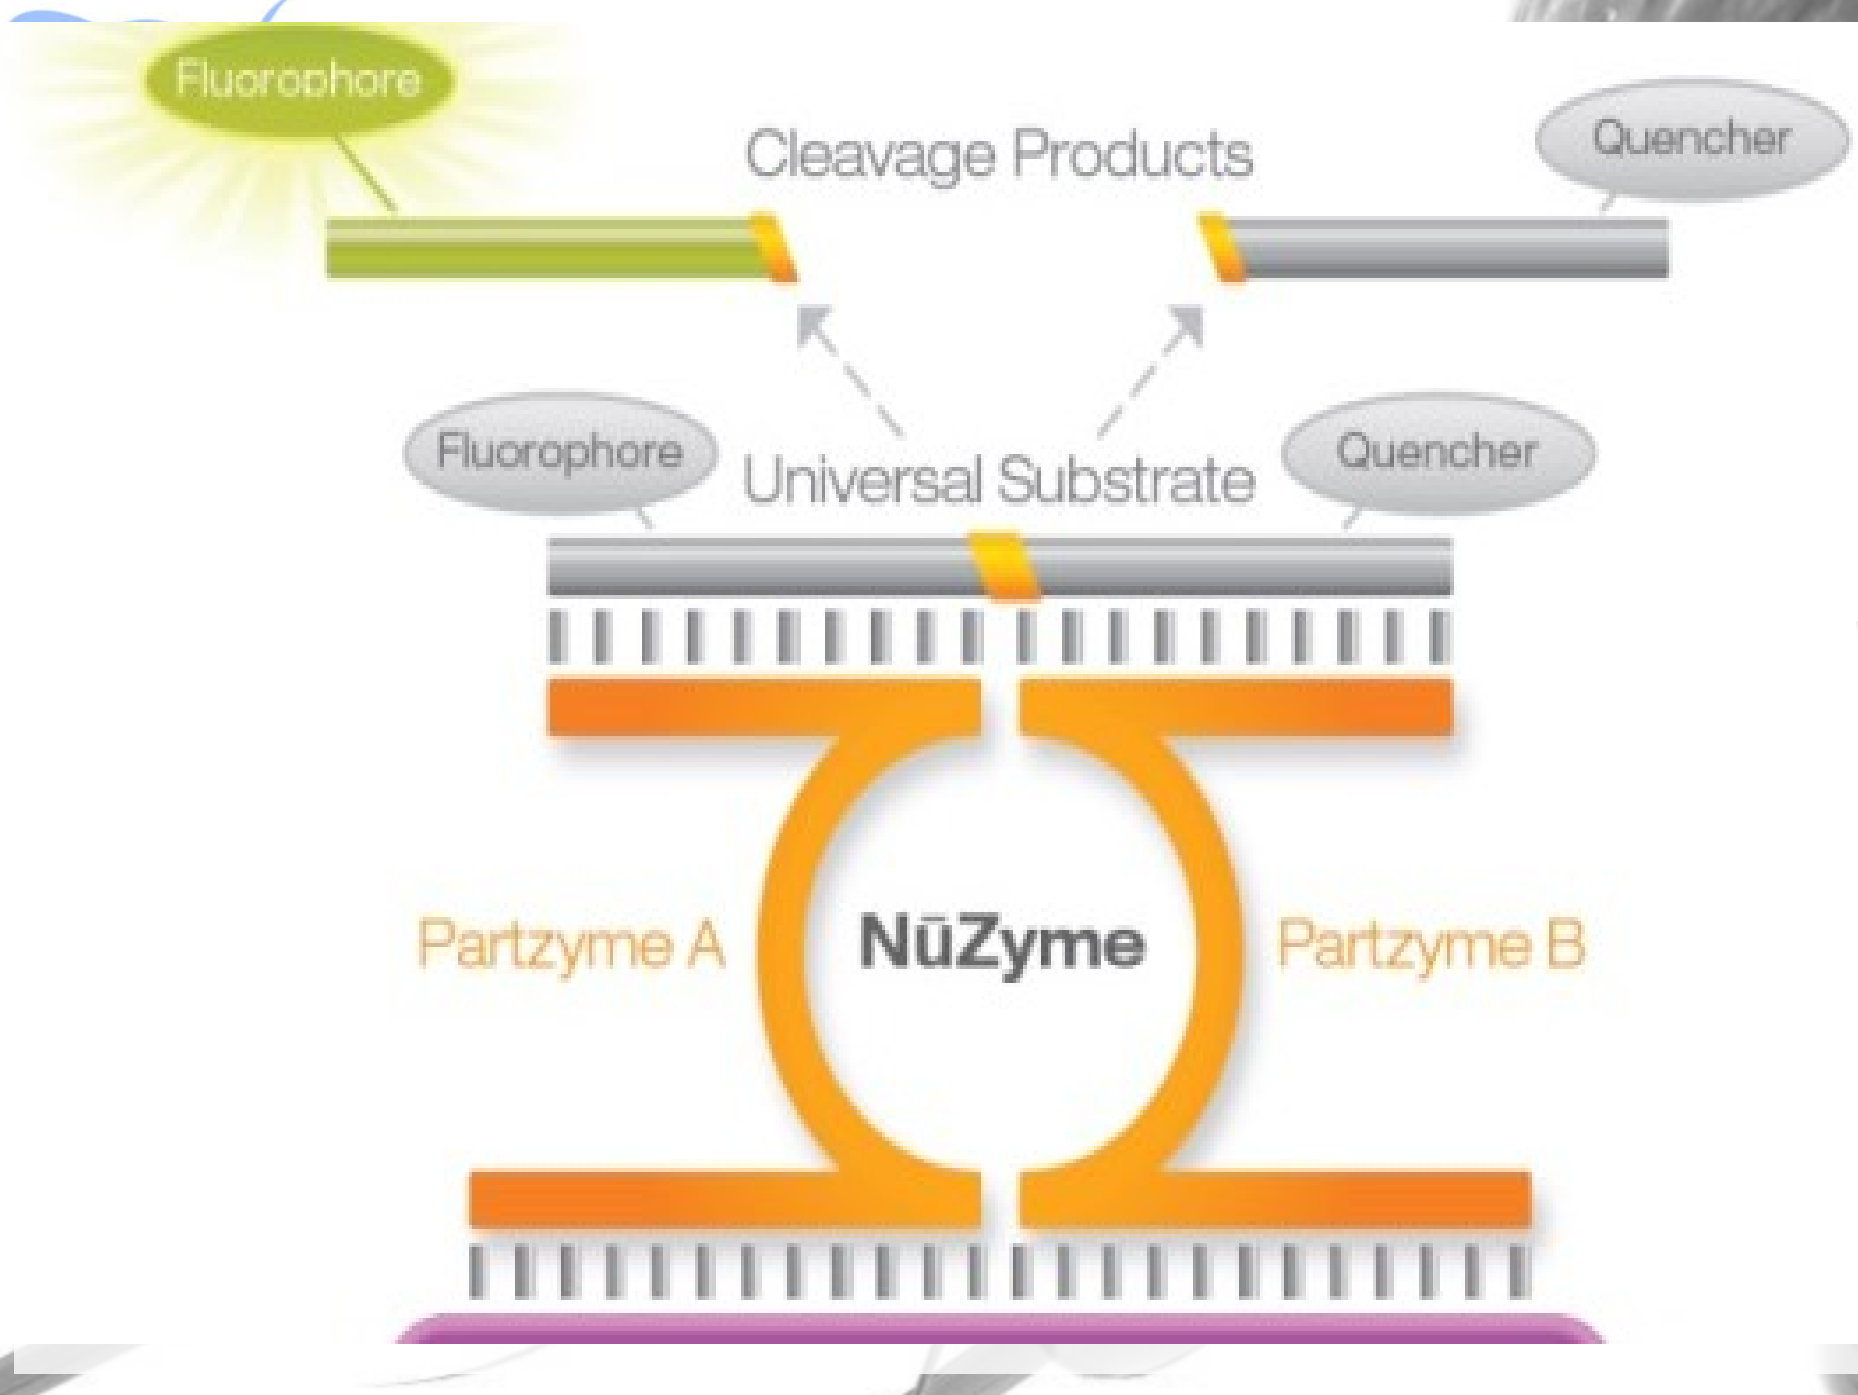 Fluorophore
Cleavage Products
Quencher
Fluorophore
Universal Substrate
Quencher
Partzyme A
NūZyme
Partzyme B